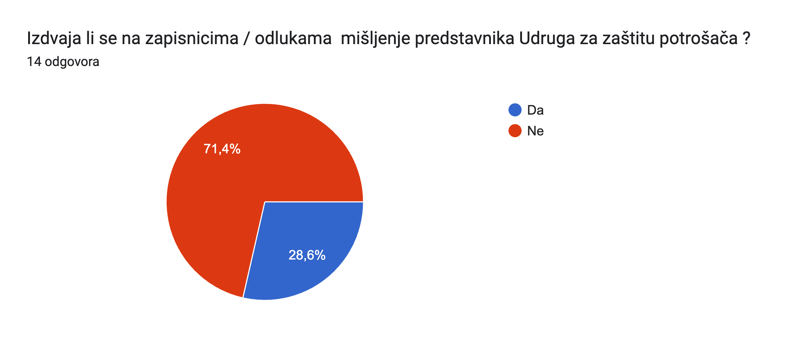 Izdvaja li se na zapisnicima / odlukama  mišljenje predstavnika Udruga za zaštitu potrošača ?
14 odgovora
Da
Ne
71,4%
28,6%